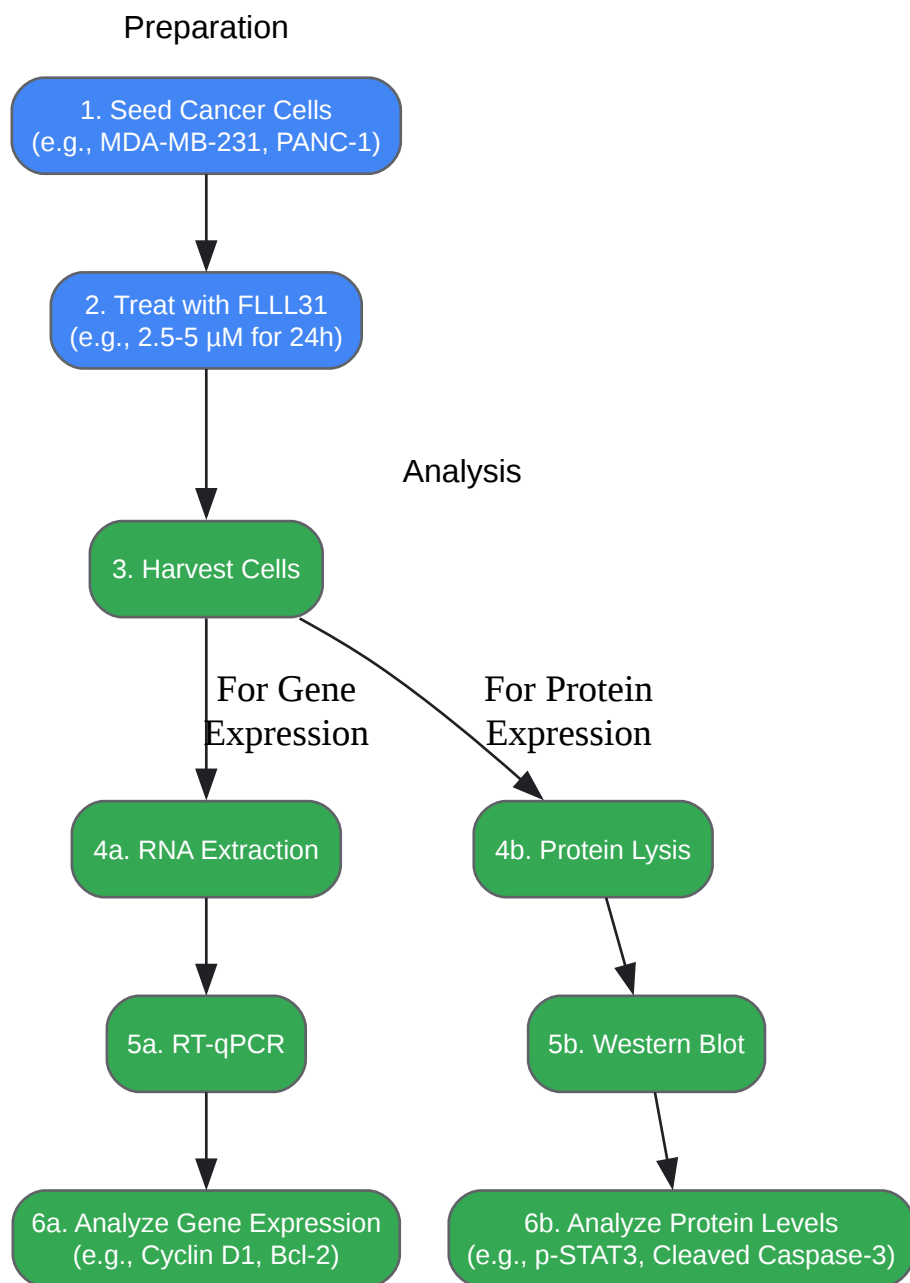 Preparation
1. Seed Cancer Cells
(e.g., MDA-MB-231, PANC-1)
2. Treat with FLLL31
(e.g., 2.5-5 µM for 24h)
Analysis
3. Harvest Cells
For Gene
Expression
For Protein
Expression
4a. RNA Extraction
4b. Protein Lysis
5a. RT-qPCR
5b. Western Blot
6a. Analyze Gene Expression
(e.g., Cyclin D1, Bcl-2)
6b. Analyze Protein Levels
(e.g., p-STAT3, Cleaved Caspase-3)